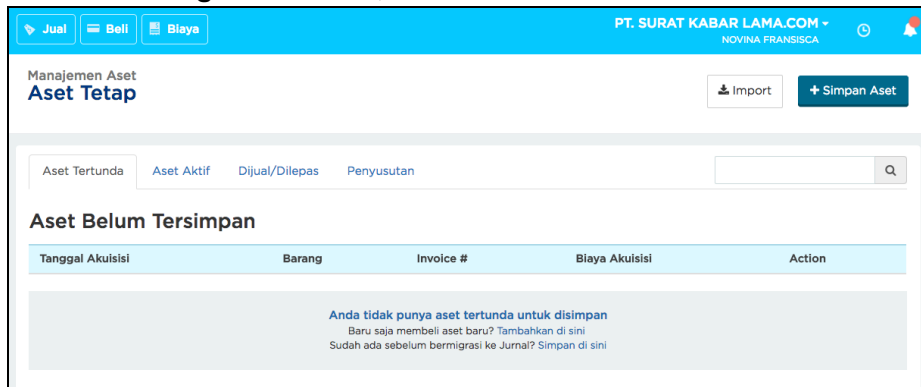 Jual Beli Biaya PT. SURAT KABAR LAMA.COM
NOVINA FRANSISCA
Manajemen Aset
Aset Tetap
Import + Simpan Aset
Aset Tertunda Aset Aktif Dijual/Dilepas Penyusutan
Aset Belum Tersimpan
Tanggal Akuisisi Barang Invoice # Biaya Akuisisi Action
Anda tidak punya aset tertunda untuk disimpan
Baru saja membeli aset baru? Tambahkan di sini
Sudah ada sebelum bermigrasi ke Jurnal? Simpan di sini